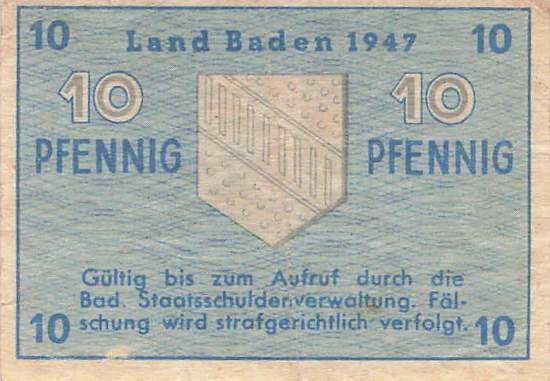 10 Land Baden 1947 10
10 10
PFENNIG PFENNIG
Gültig bis zum Aufruf durch die
Bad. Staatsschuldenverwaltung. Fäl-
10 schung wird strafgerichtlich verfolgt. 10